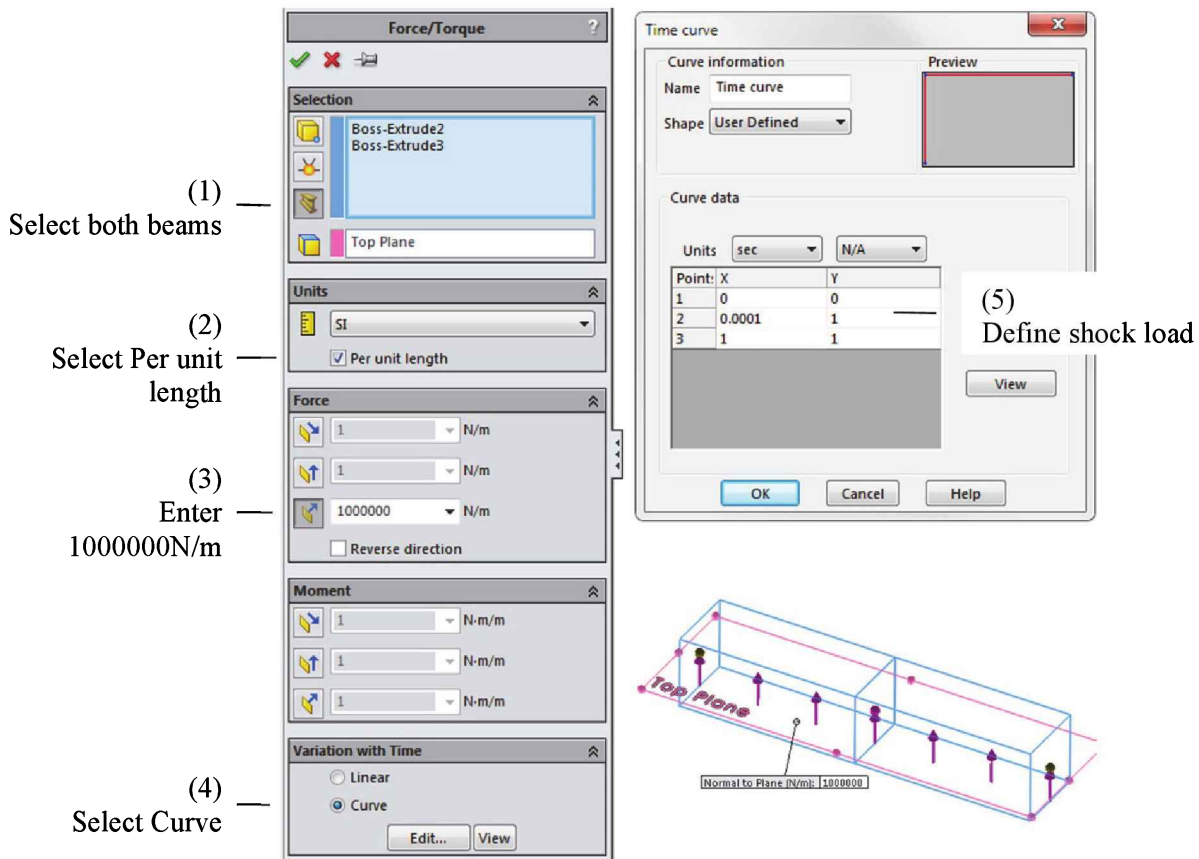 (1)
Select both beams
(2)
Select Per unit
length
(3)
Enter
1000000N/m
(4)
Select Curve
Force/Torque
?
Selection
Boss-Extrude2
Boss-Extrude3
Top Plane
Units
SI
Per unit length
Force
1 N/m
1 N/m
1000000 N/m
Reverse direction
Moment
1 N·m/m
1 N·m/m
1 N·m/m
Variation with Time
Linear
Curve
Edit... View
Time curve
Curve information
Name Time curve
Shape User Defined
Preview
Curve data
Units sec N/A
Point: X Y
1 0 0
2 0.0001 1
3 1 1
(5)
Define shock load
View
OK Cancel Help
Top Plane
Normal to Plane (N/m): 1000000